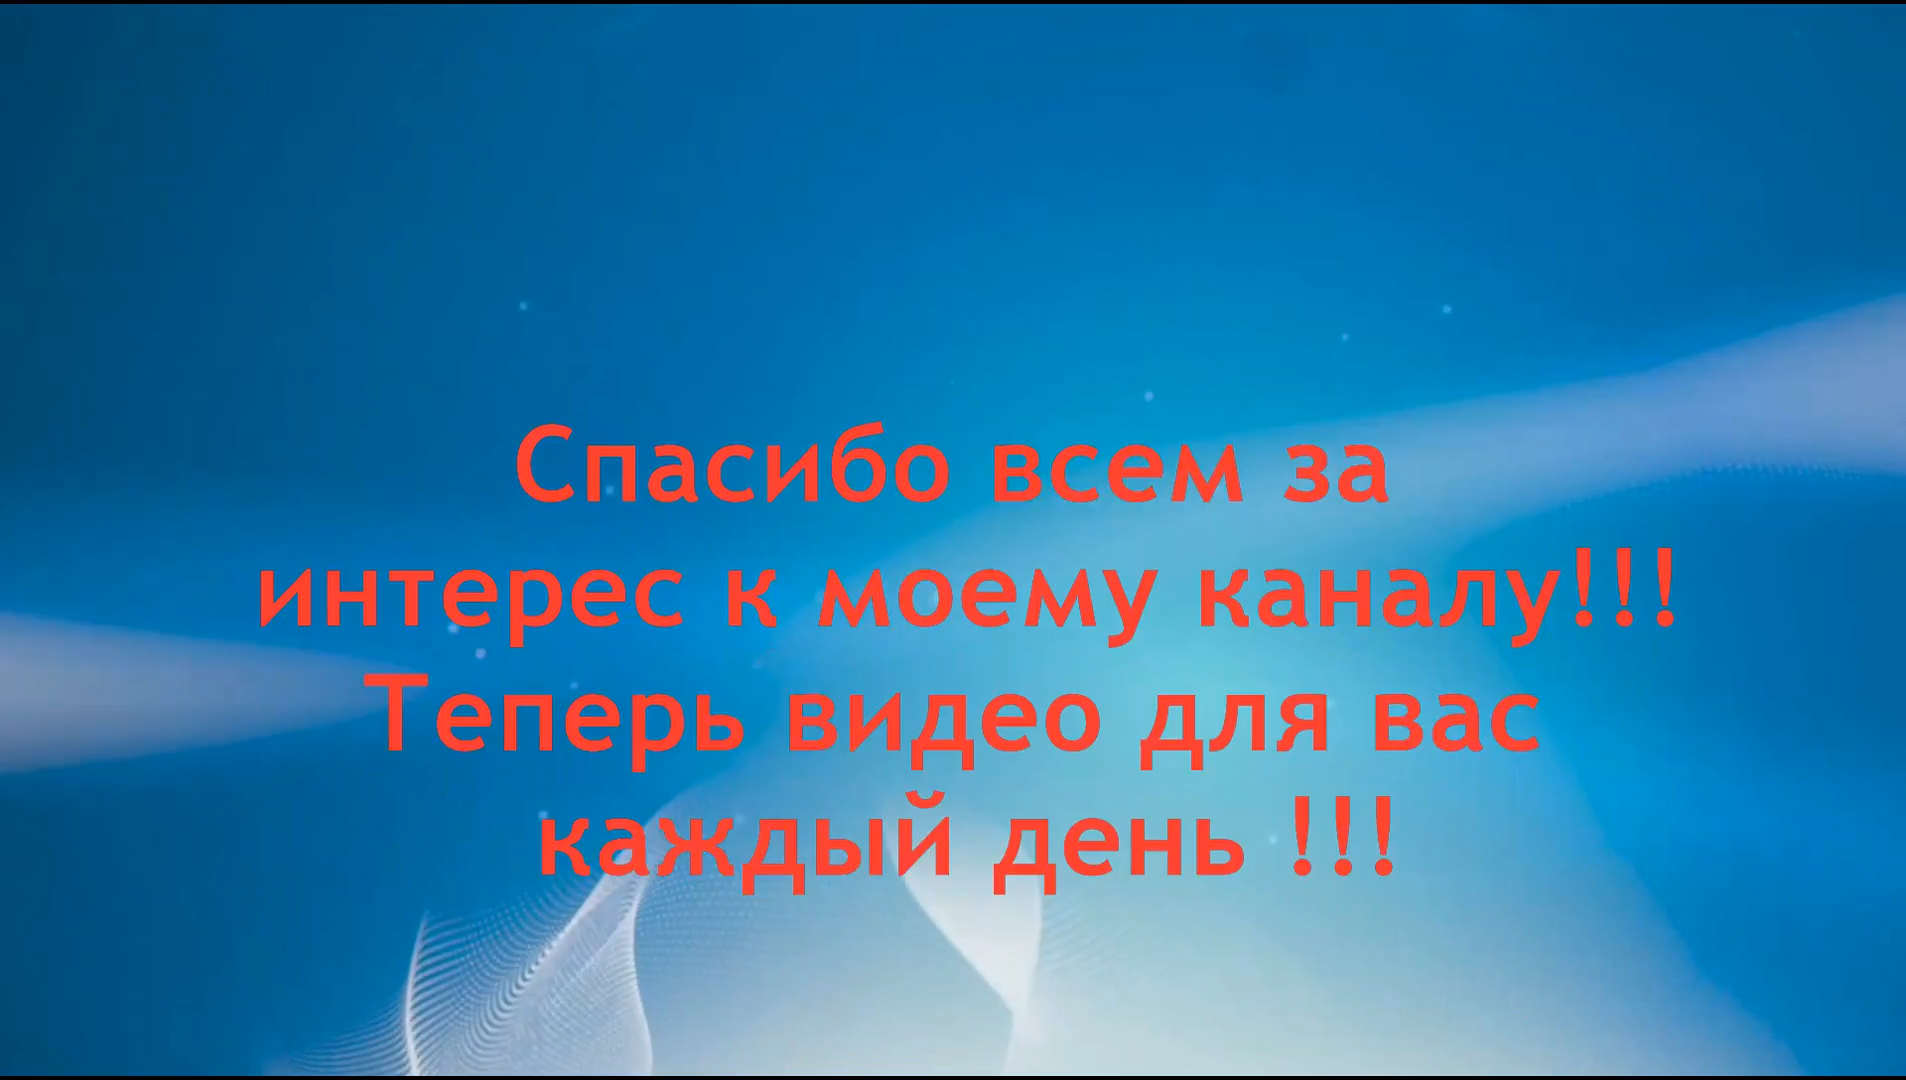 Спасибо всем за
интерес к моему каналу!!!
Теперь видео для вас
каждый день !!!